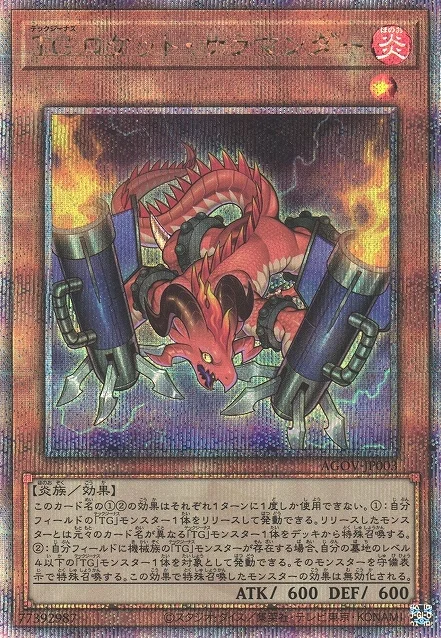 テックジーナス
TG ロケット・サラマンダー
ほのお
炎
AGOV-JP003
【炎族／効果】
このカード名の①②の効果はそれぞれ1ターンに1度しか使用できない。①：自分
フィールドの「TG」モンスター1体をリリースして発動できる。リリースしたモンス
ターとは元々のカード名が異なる「TG」モンスター1体をデッキから特殊召喚する。
②：自分フィールドに機械族の「TG」モンスターが存在する場合、自分の墓地のレベル
4以下の「TG」モンスター1体を対象として発動できる。そのモンスターを守備表
示で特殊召喚する。この効果で特殊召喚したモンスターの効果は無効化される。
ATK/ 600 DEF/ 600
スタジオ・ダイス/集英社・テレビ東京・KONAMI